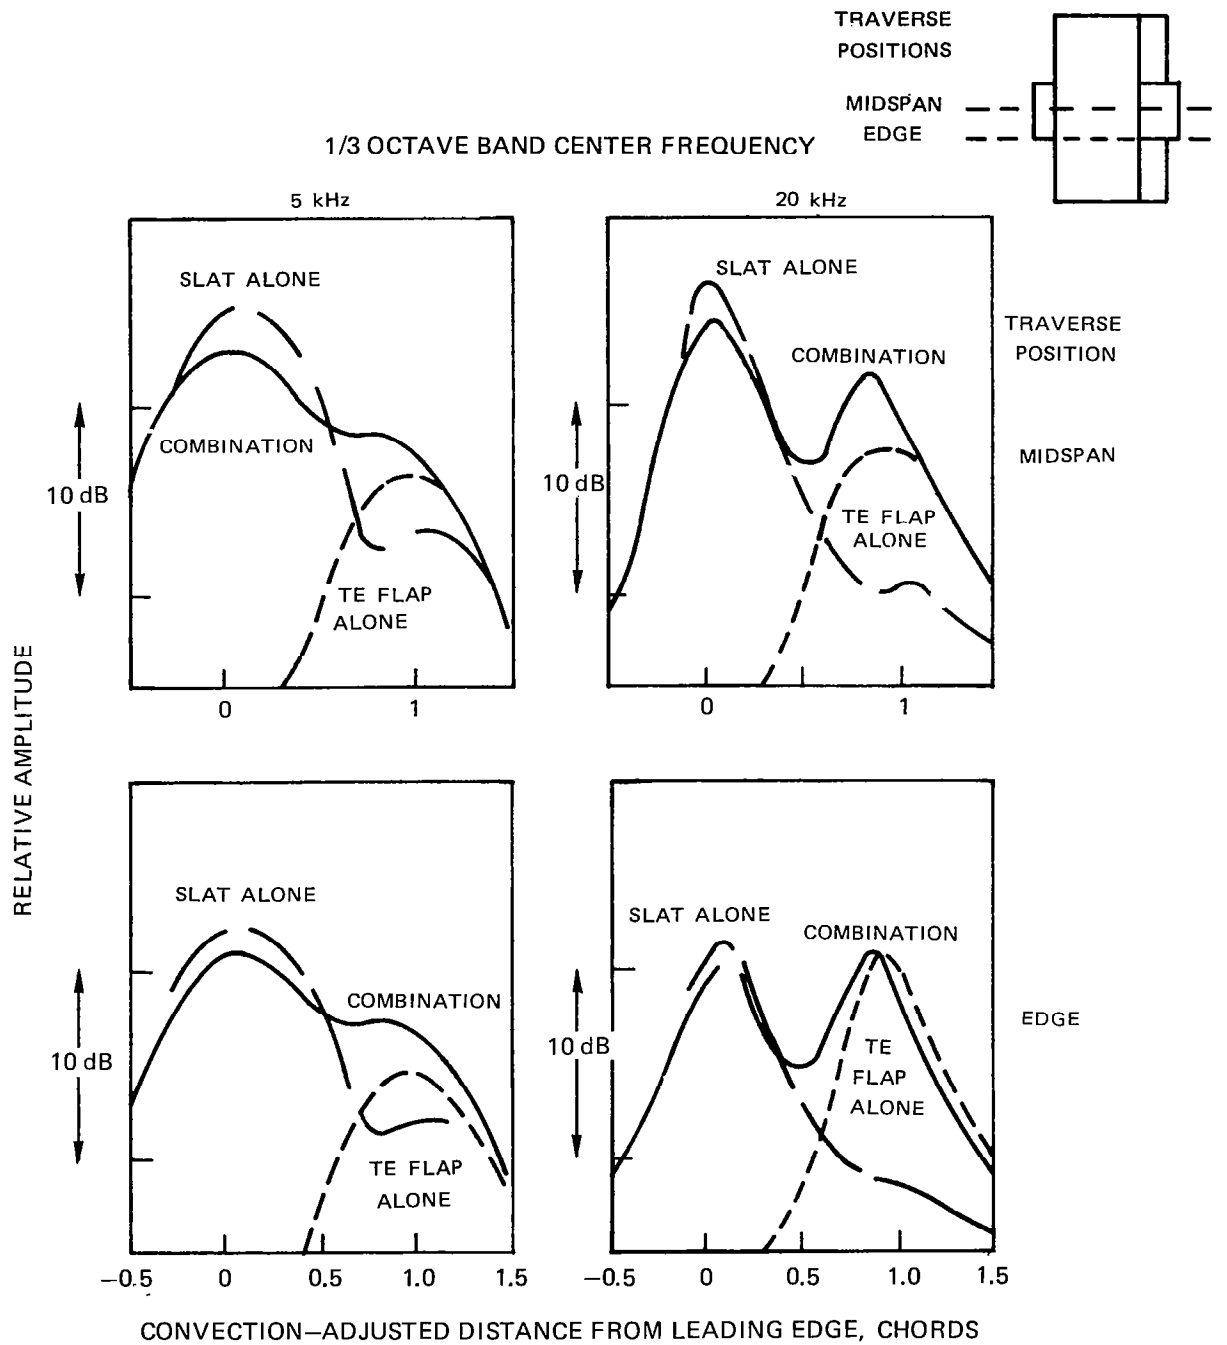 TRAVERSE
POSITIONS
MIDSPAN
EDGE
1/3 OCTAVE BAND CENTER FREQUENCY
5 kHz
20 kHz
SLAT ALONE
COMBINATION
10 dB
TE FLAP
ALONE
0
1
SLAT ALONE
COMBINATION
10 dB
TE FLAP
ALONE
0
1
TRAVERSE
POSITION
MIDSPAN
RELATIVE AMPLITUDE
SLAT ALONE
COMBINATION
10 dB
TE FLAP
ALONE
-0.5
0
0.5
1.0
1.5
SLAT ALONE
COMBINATION
10 dB
TE
FLAP
ALONE
-0.5
0
0.5
1.0
1.5
EDGE
CONVECTION-ADJUSTED DISTANCE FROM LEADING EDGE, CHORDS